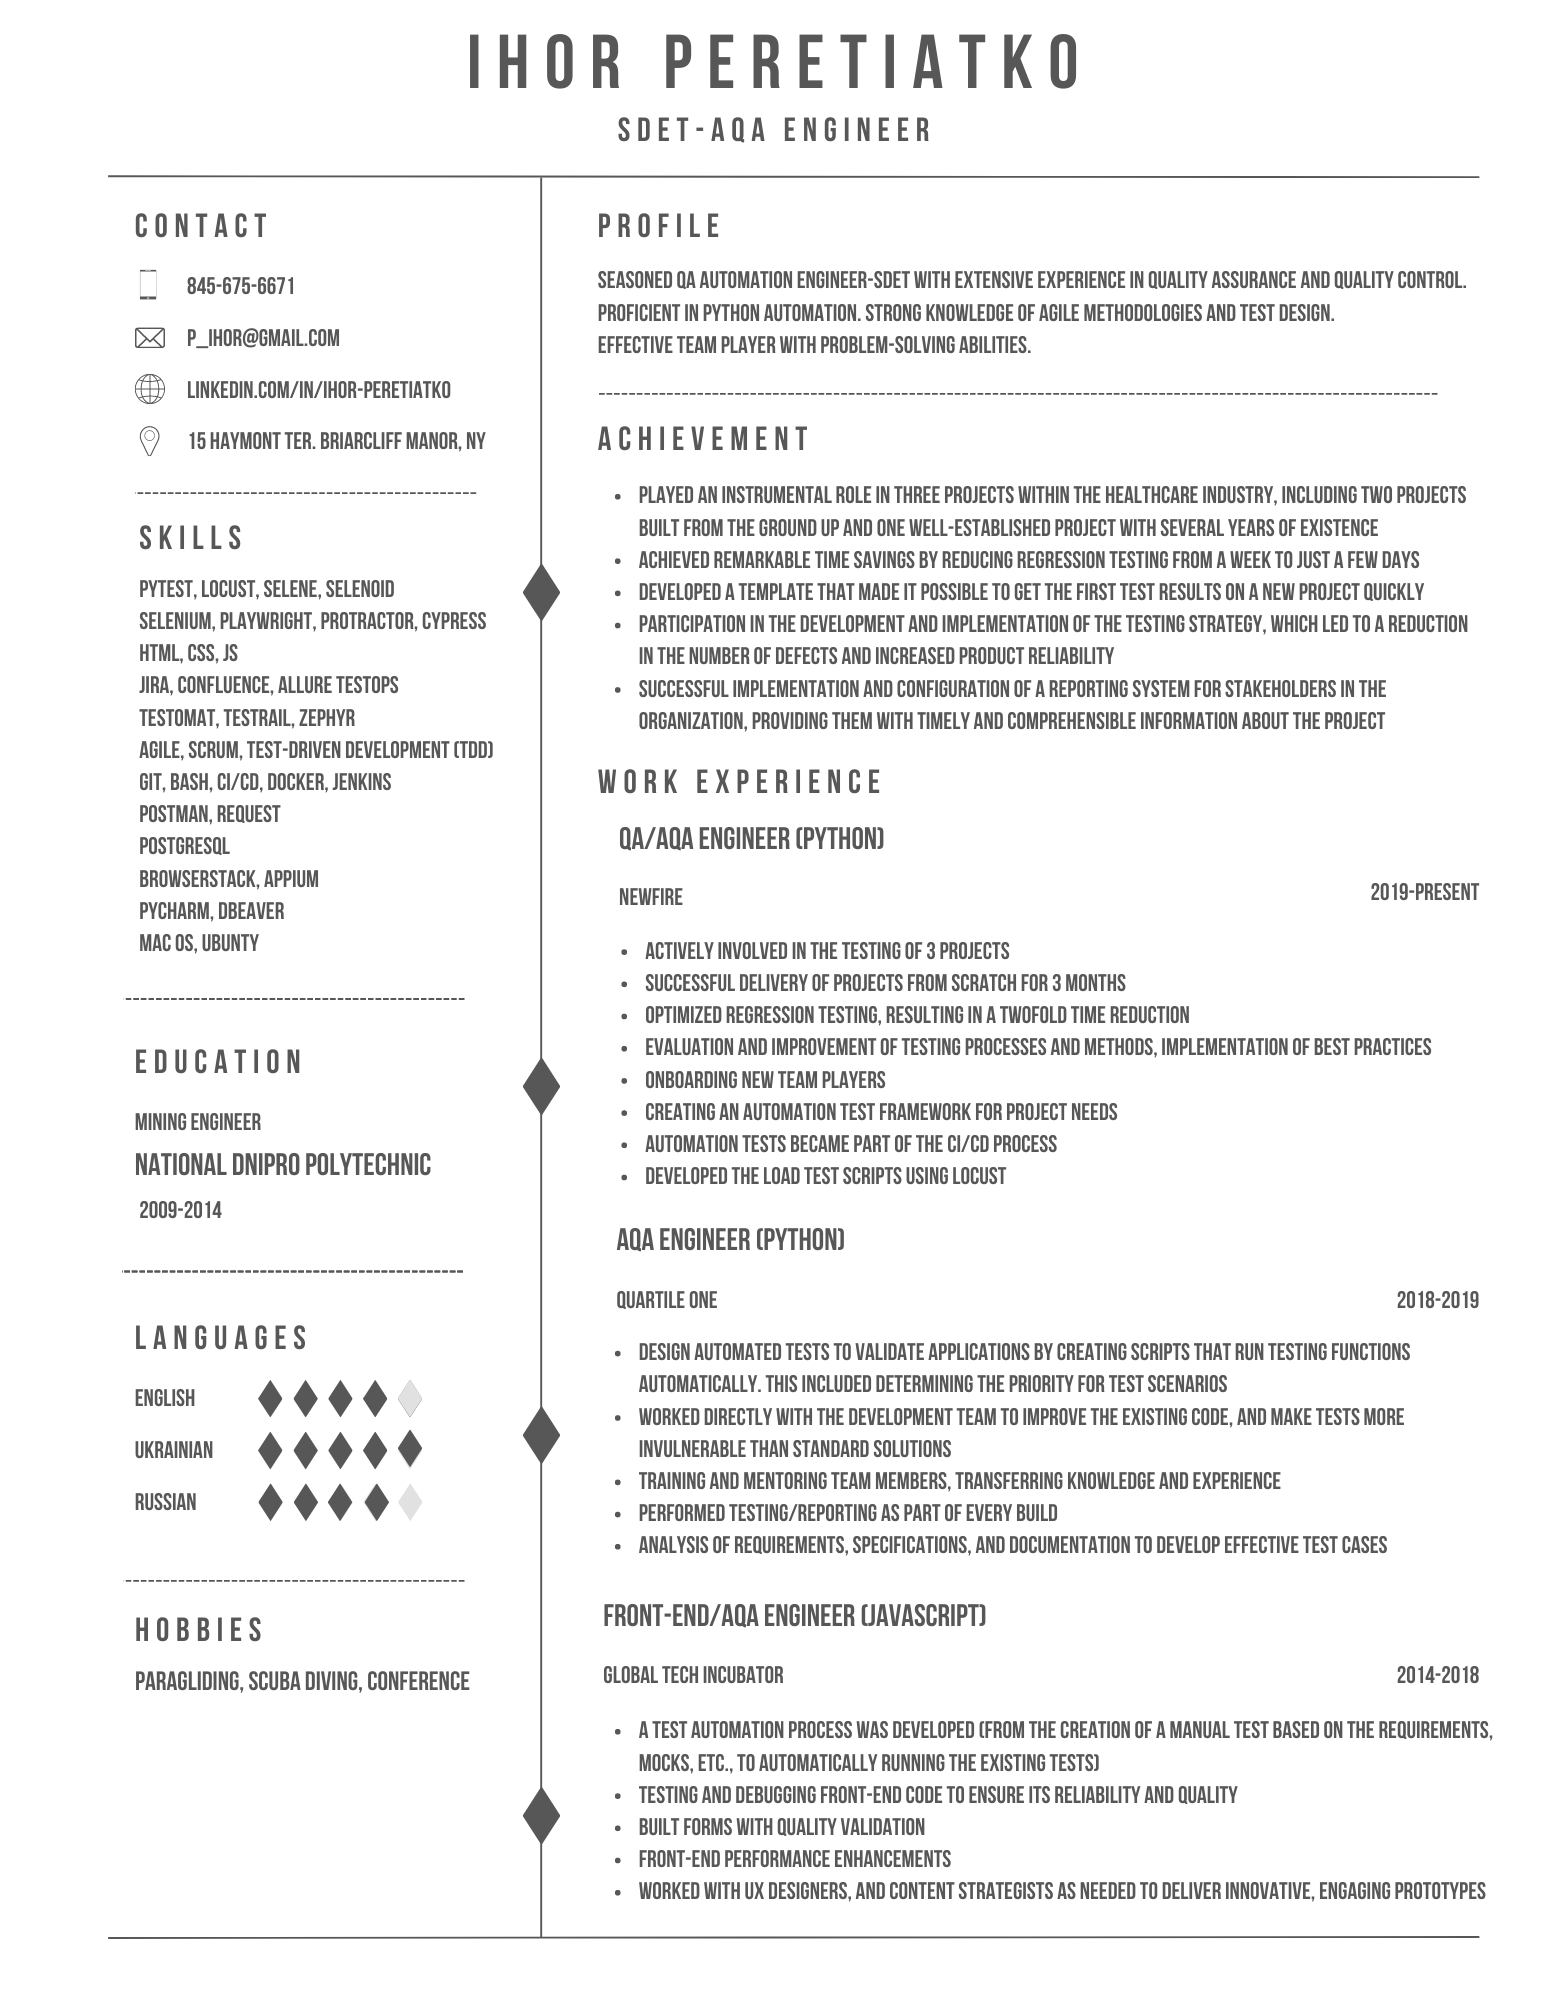 IHOR PERETIATKO
SDET-AQA ENGINEER
CONTACT
845-675-6671
P_IHOR@GMAIL.COM
LINKEDIN.COM/IN/IHOR-PERETIATKO
15 HAYMONT TER. BRIARCLIFF MANOR, NY
SKILLS
PYTEST, LOCUST, SELENE, SELENOID
SELENIUM, PLAYWRIGHT, PROTRACTOR, CYPRESS
HTML, CSS, JS
JIRA, CONFLUENCE, ALLURE TESTOPS
TESTOMAT, TESTRAIL, ZEPHYR
AGILE, SCRUM, TEST-DRIVEN DEVELOPMENT (TDD)
GIT, BASH, CI/CD, DOCKER, JENKINS
POSTMAN, REQUEST
POSTGRESQL
BROWSERSTACK, APPIUM
PYCHARM, DBEAVER
MAC OS, UBUNTY
EDUCATION
MINING ENGINEER
NATIONAL DNIPRO POLYTECHNIC
2009-2014
LANGUAGES
ENGLISH
UKRAINIAN
RUSSIAN
HOBBIES
PARAGLIDING, SCUBA DIVING, CONFERENCE
PROFILE
SEASONED QA AUTOMATION ENGINEER-SDET WITH EXTENSIVE EXPERIENCE IN QUALITY ASSURANCE AND QUALITY CONTROL.
PROFICIENT IN PYTHON AUTOMATION. STRONG KNOWLEDGE OF AGILE METHODOLOGIES AND TEST DESIGN.
EFFECTIVE TEAM PLAYER WITH PROBLEM-SOLVING ABILITIES.
ACHIEVEMENT
• PLAYED AN INSTRUMENTAL ROLE IN THREE PROJECTS WITHIN THE HEALTHCARE INDUSTRY, INCLUDING TWO PROJECTS
BUILT FROM THE GROUND UP AND ONE WELL-ESTABLISHED PROJECT WITH SEVERAL YEARS OF EXISTENCE
• ACHIEVED REMARKABLE TIME SAVINGS BY REDUCING REGRESSION TESTING FROM A WEEK TO JUST A FEW DAYS
• DEVELOPED A TEMPLATE THAT MADE IT POSSIBLE TO GET THE FIRST TEST RESULTS ON A NEW PROJECT QUICKLY
• PARTICIPATION IN THE DEVELOPMENT AND IMPLEMENTATION OF THE TESTING STRATEGY, WHICH LED TO A REDUCTION
IN THE NUMBER OF DEFECTS AND INCREASED PRODUCT RELIABILITY
• SUCCESSFUL IMPLEMENTATION AND CONFIGURATION OF A REPORTING SYSTEM FOR STAKEHOLDERS IN THE
ORGANIZATION, PROVIDING THEM WITH TIMELY AND COMPREHENSIBLE INFORMATION ABOUT THE PROJECT
WORK EXPERIENCE
QA/AQA ENGINEER (PYTHON)
NEWFIRE 2019-PRESENT
• ACTIVELY INVOLVED IN THE TESTING OF 3 PROJECTS
• SUCCESSFUL DELIVERY OF PROJECTS FROM SCRATCH FOR 3 MONTHS
• OPTIMIZED REGRESSION TESTING, RESULTING IN A TWOFOLD TIME REDUCTION
• EVALUATION AND IMPROVEMENT OF TESTING PROCESSES AND METHODS, IMPLEMENTATION OF BEST PRACTICES
• ONBOARDING NEW TEAM PLAYERS
• CREATING AN AUTOMATION TEST FRAMEWORK FOR PROJECT NEEDS
• AUTOMATION TESTS BECAME PART OF THE CI/CD PROCESS
• DEVELOPED THE LOAD TEST SCRIPTS USING LOCUST
AQA ENGINEER (PYTHON)
QUARTILE ONE 2018-2019
• DESIGN AUTOMATED TESTS TO VALIDATE APPLICATIONS BY CREATING SCRIPTS THAT RUN TESTING FUNCTIONS
AUTOMATICALLY. THIS INCLUDED DETERMINING THE PRIORITY FOR TEST SCENARIOS
• WORKED DIRECTLY WITH THE DEVELOPMENT TEAM TO IMPROVE THE EXISTING CODE, AND MAKE TESTS MORE
INVULNERABLE THAN STANDARD SOLUTIONS
• TRAINING AND MENTORING TEAM MEMBERS, TRANSFERRING KNOWLEDGE AND EXPERIENCE
• PERFORMED TESTING/REPORTING AS PART OF EVERY BUILD
• ANALYSIS OF REQUIREMENTS, SPECIFICATIONS, AND DOCUMENTATION TO DEVELOP EFFECTIVE TEST CASES
FRONT-END/AQA ENGINEER (JAVASCRIPT)
GLOBAL TECH INCUBATOR 2014-2018
• A TEST AUTOMATION PROCESS WAS DEVELOPED (FROM THE CREATION OF A MANUAL TEST BASED ON THE REQUIREMENTS,
MOCKS, ETC., TO AUTOMATICALLY RUNNING THE EXISTING TESTS)
• TESTING AND DEBUGGING FRONT-END CODE TO ENSURE ITS RELIABILITY AND QUALITY
• BUILT FORMS WITH QUALITY VALIDATION
• FRONT-END PERFORMANCE ENHANCEMENTS
• WORKED WITH UX DESIGNERS, AND CONTENT STRATEGISTS AS NEEDED TO DELIVER INNOVATIVE, ENGAGING PROTOTYPES